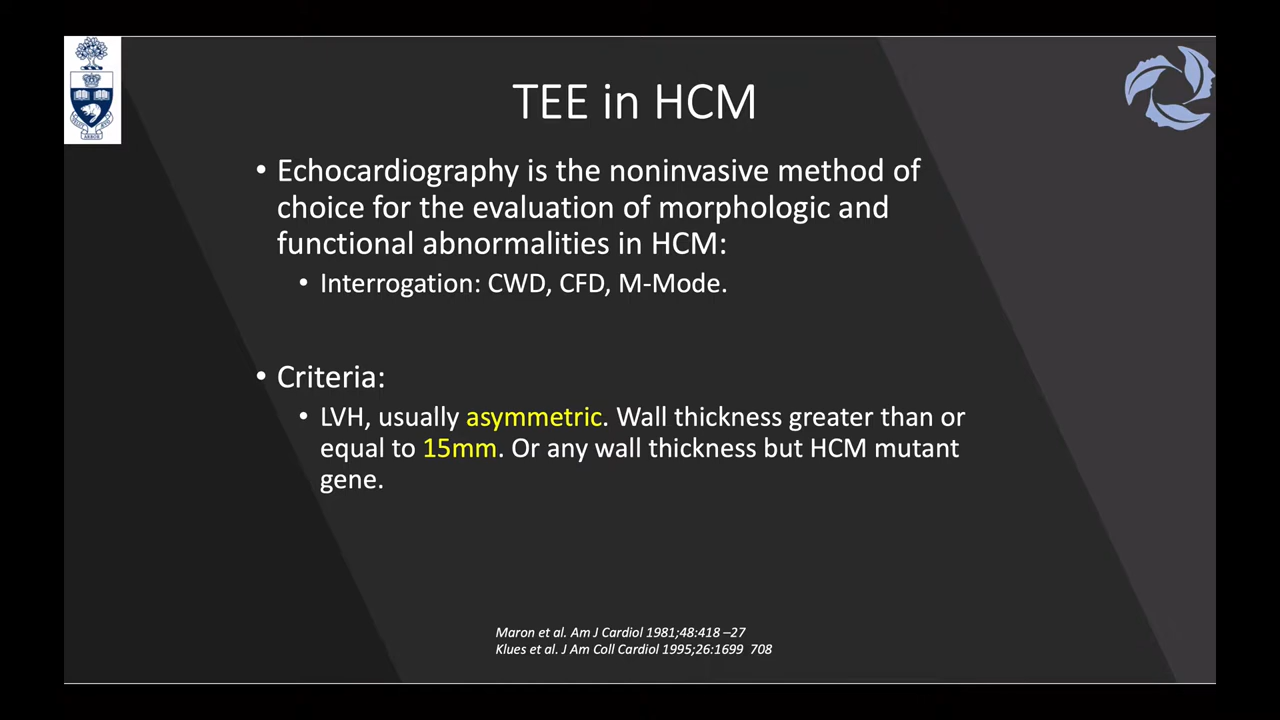 TEE in HCM
• Echocardiography is the noninvasive method of
choice for the evaluation of morphologic and
functional abnormalities in HCM:
• Interrogation: CWD, CFD, M-Mode.
• Criteria:
• LVH, usually asymmetric. Wall thickness greater than or
equal to 15mm. Or any wall thickness but HCM mutant
gene.
Maron et al. Am J Cardiol 1981;48:418 –27
Klues et al. J Am Coll Cardiol 1995;26:1699 708